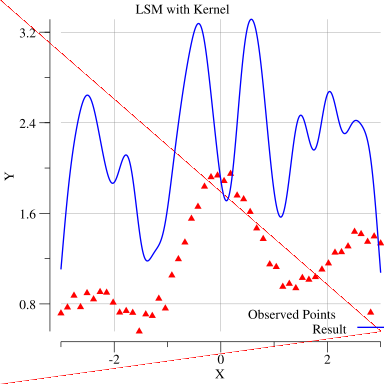 LSM with Kernel
3.2
2.4
1.6
0.8
Y
-2
0
2
X
Observed Points
Result